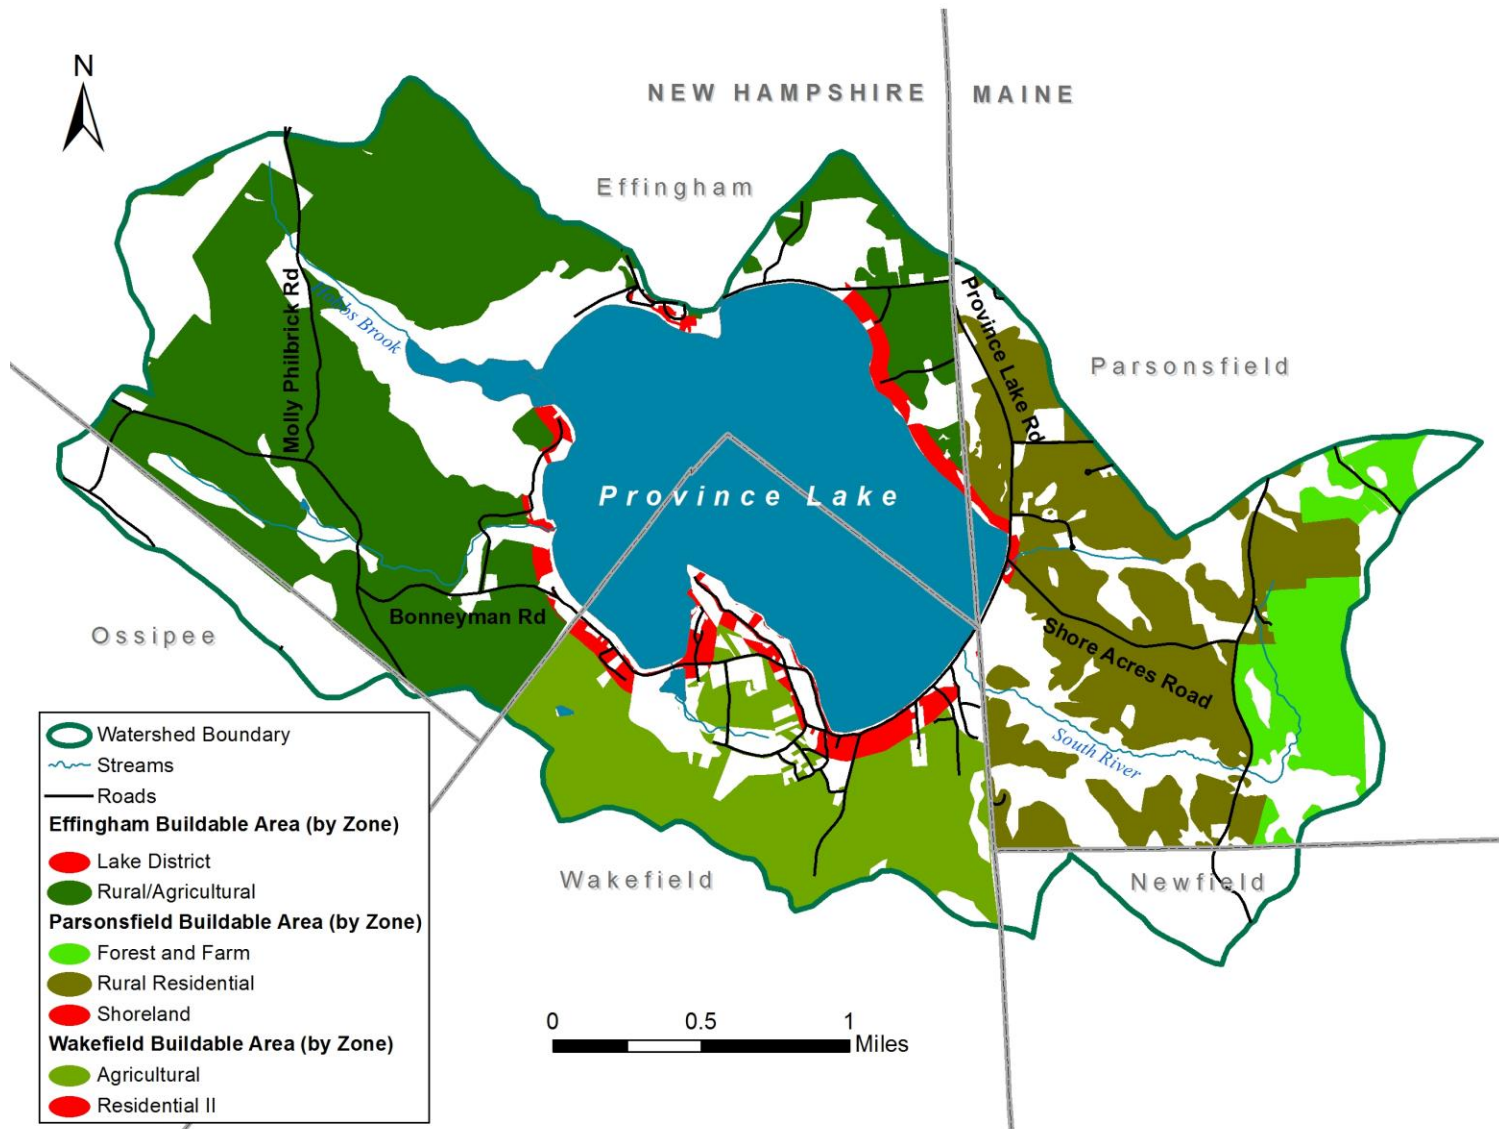 N
NEW HAMPSHIRE
MAINE
Effingham
Molly Philbrick Rd
Hobbs Brook
Province Lake Rd
Parsonsfield
Province Lake
Bonneyman Rd
Ossipee
Shore Acres Road
South River
Wakefield
Newfield
Watershed Boundary
Streams
Roads
Effingham Buildable Area (by Zone)
Lake District
Rural/Agricultural
Parsonsfield Buildable Area (by Zone)
Forest and Farm
Rural Residential
Shoreland
Wakefield Buildable Area (by Zone)
Agricultural
Residential II
0 0.5 1
Miles